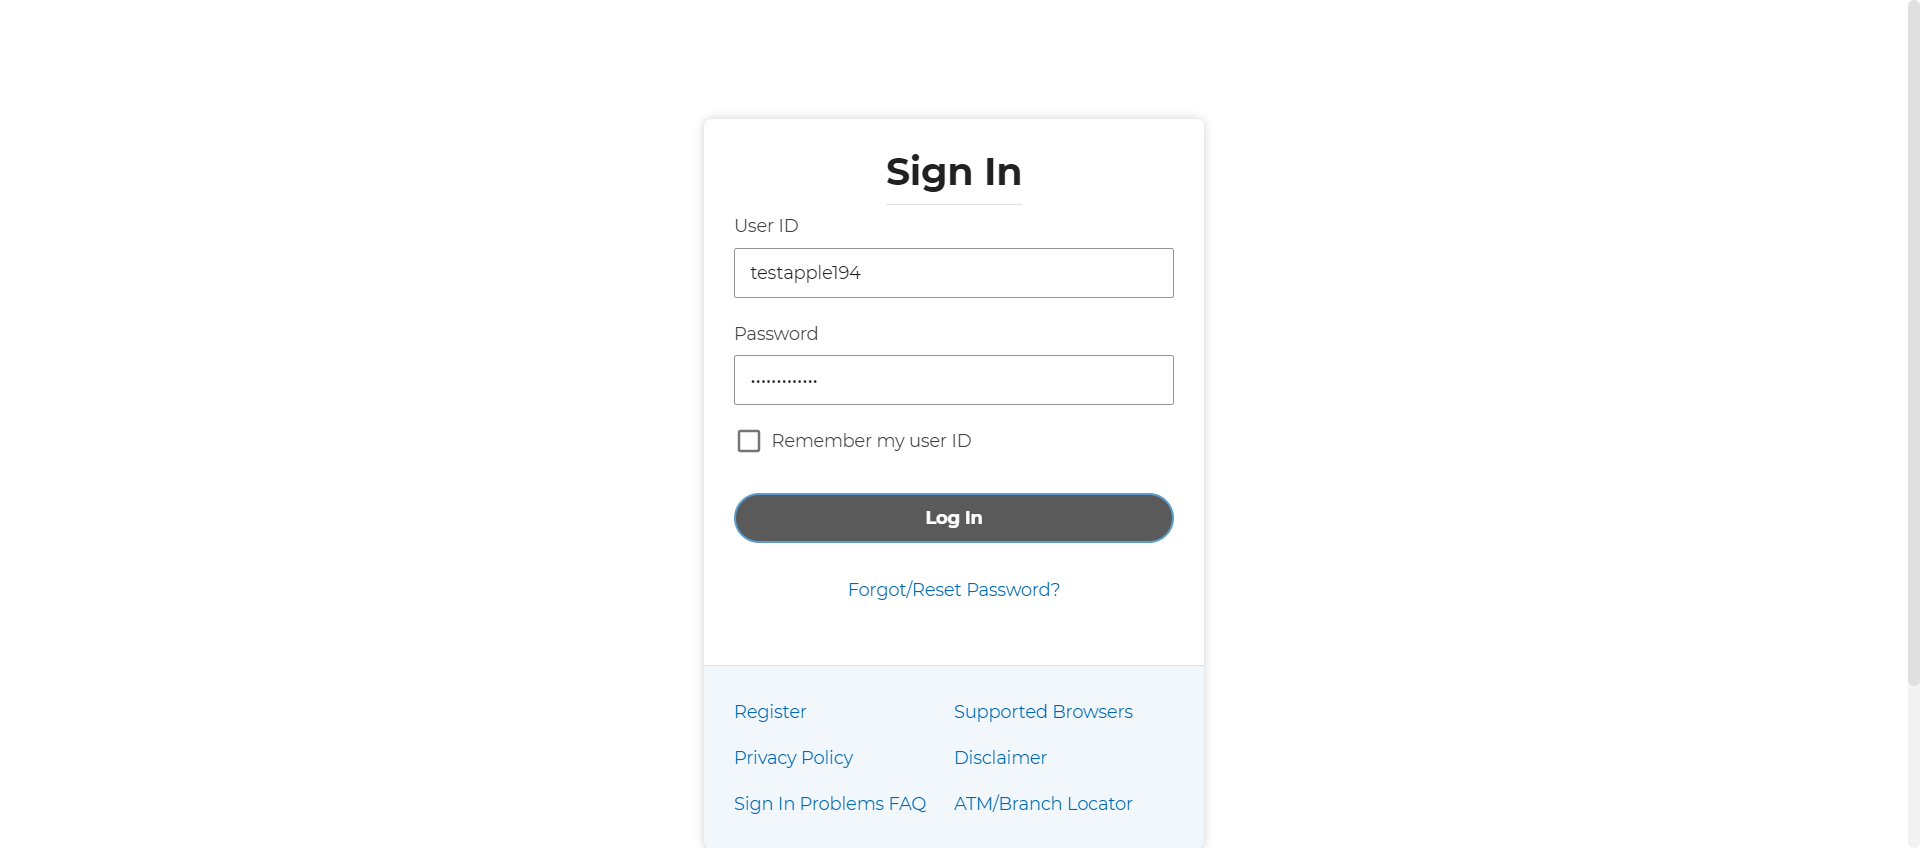 Sign In
User ID
testapple194
Password
•••••••••••••
Remember my user ID
Log In
Forgot/Reset Password?
Register
Supported Browsers
Privacy Policy
Disclaimer
Sign In Problems FAQ
ATM/Branch Locator